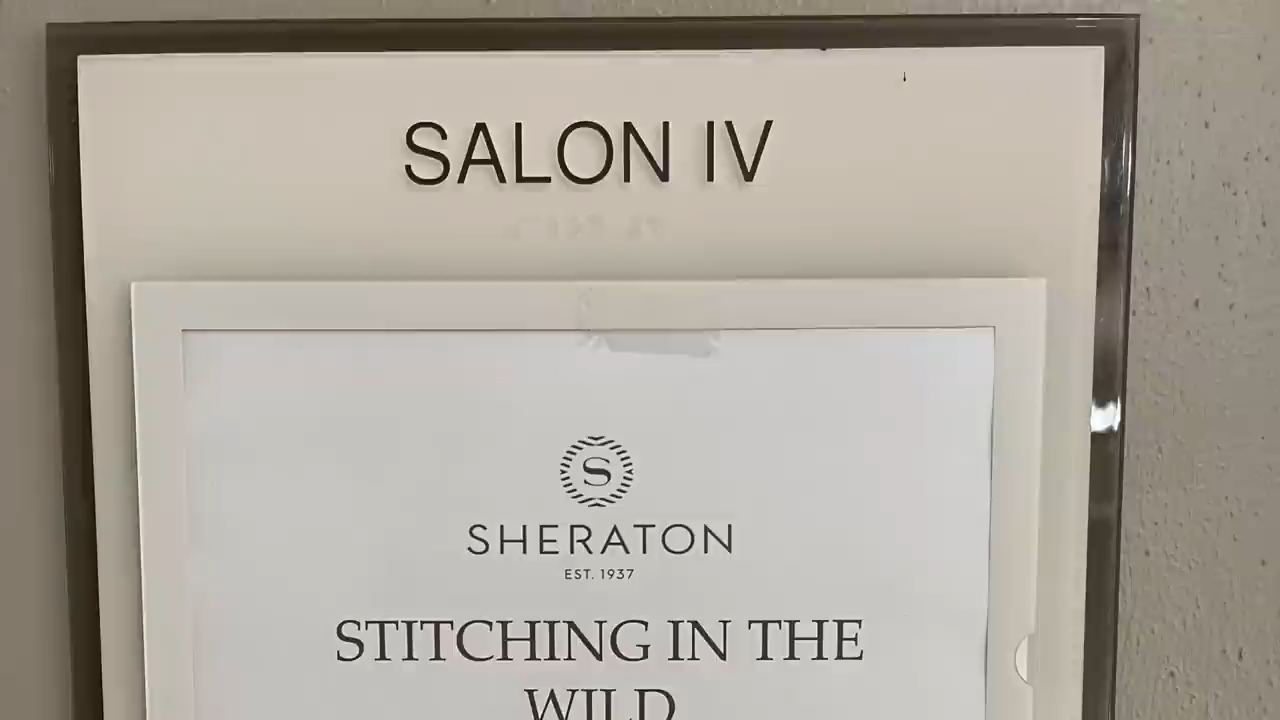 SALON IV
S
SHERATON
EST. 1937
STITCHING IN THE
WILD